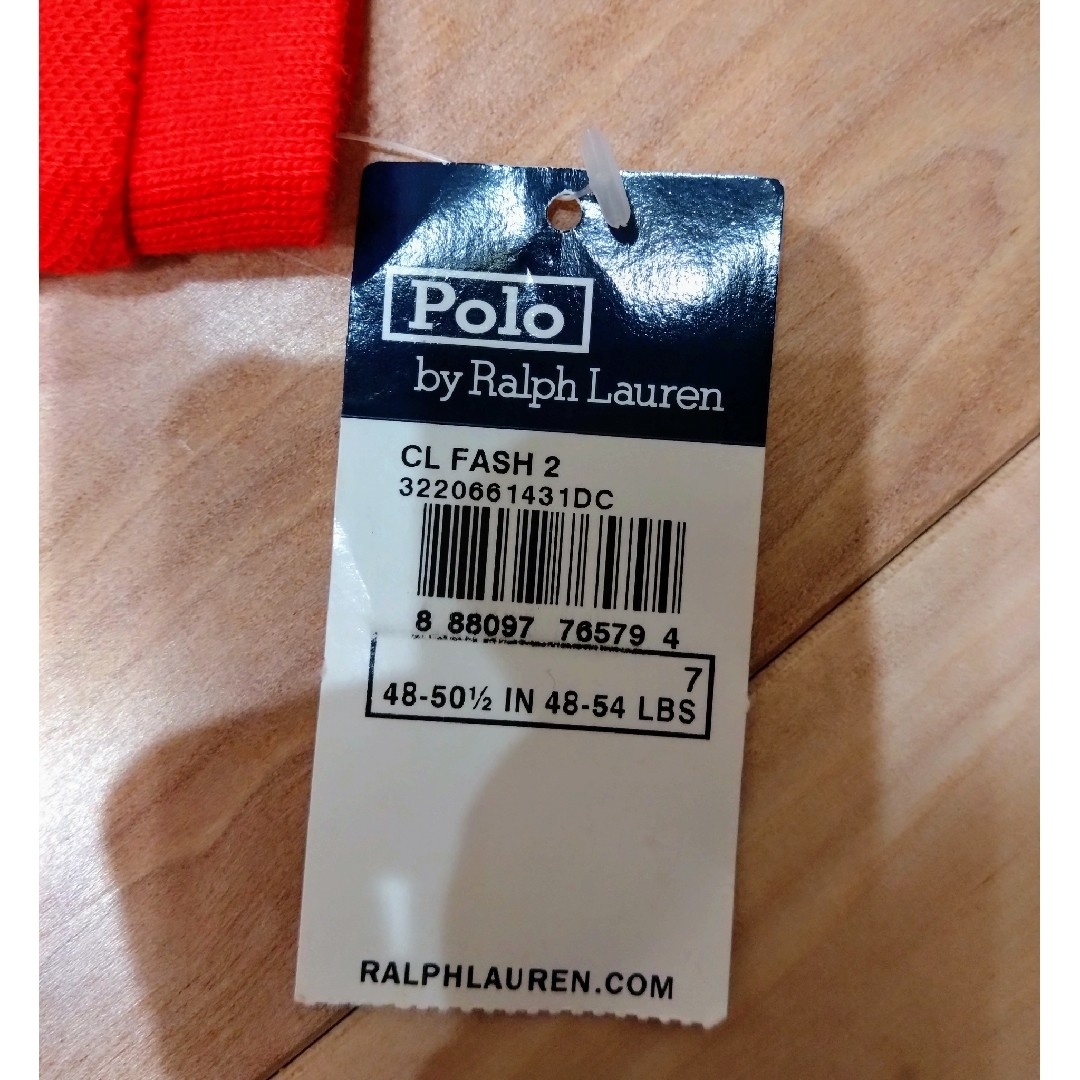 Polo
by Ralph Lauren
CL FASH 2
3220661431DC
8 88097 76579 4
7
48-50½ IN 48-54 LBS
RALPHLAUREN.COM